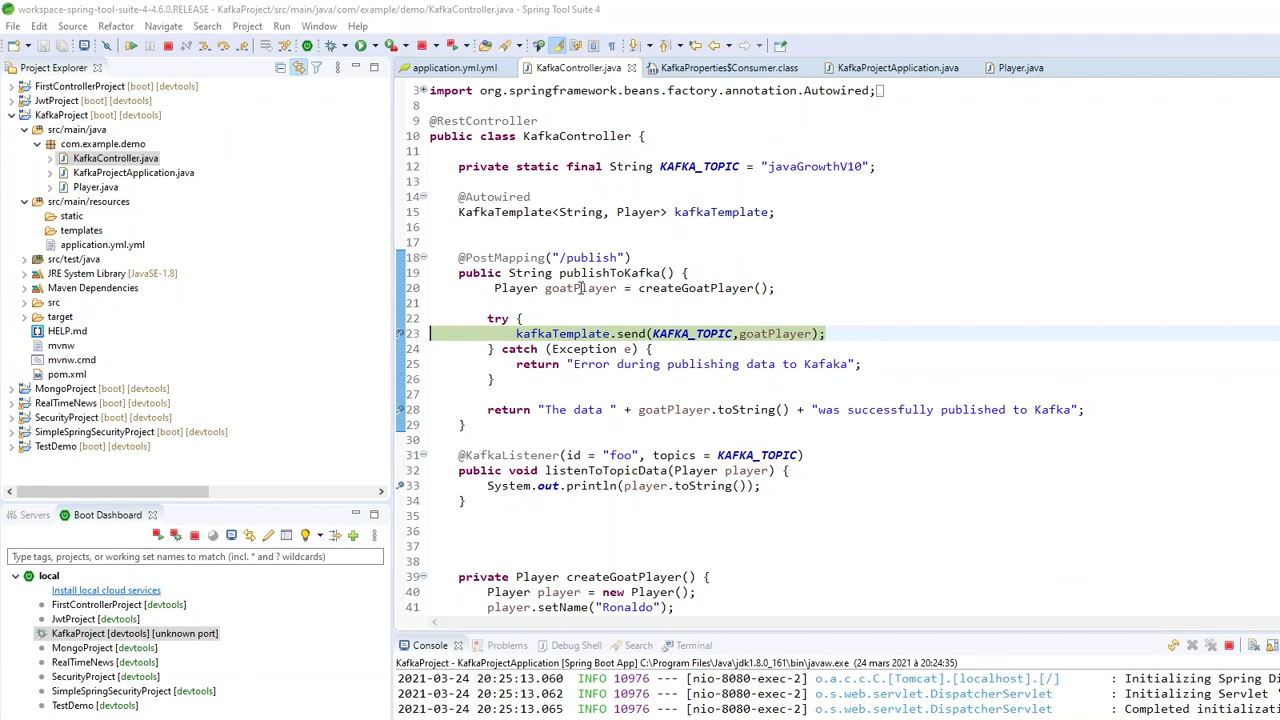 workspace-spring-tool-suite-4-4.6.0.RELEASE - KafkaProject/src/main/java/com/example/demo/KafkaController.java - Spring Tool Suite 4
File Edit Source Refactor Navigate Search Project Run Window Help
Project Explorer
FirstControllerProject [boot] [devtools]
JwtProject [boot] [devtools]
KafkaProject [boot] [devtools]
src/main/java
com.example.demo
KafkaController.java
KafkaProjectApplication.java
Player.java
src/main/resources
static
templates
application.yml.yml
src/test/java
JRE System Library [JavaSE-1.8]
Maven Dependencies
src
target
HELP.md
mvnw
mvnw.cmd
pom.xml
MongoProject [boot] [devtools]
RealTimeNews [boot] [devtools]
SecurityProject [boot] [devtools]
SimpleSpringSecurityProject [boot] [devtools]
TestDemo [boot] [devtools]
Servers Boot Dashboard
Type tags, projects, or working set names to match (incl. * and ? wildcards)
local
Install local cloud services
FirstControllerProject [devtools]
JwtProject [devtools]
KafkaProject [devtools] [unknown port]
MongoProject [devtools]
RealTimeNews [devtools]
SecurityProject [devtools]
SimpleSpringSecurityProject [devtools]
TestDemo [devtools]
application.yml.yml KafkaController.java KafkaProperties$Consumer.class KafkaProjectApplication.java Player.java
3 import org.springframework.beans.factory.annotation.Autowired;
8
9 @RestController
10 public class KafkaController {
11
12 private static final String KAFKA_TOPIC = "javaGrowthV10";
13
14 @Autowired
15 KafkaTemplate<String, Player> kafkaTemplate;
16
17
18 @PostMapping("/publish")
19 public String publishToKafka() {
20 Player goatPlayer = createGoatPlayer();
21
22 try {
23 kafkaTemplate.send(KAFKA_TOPIC,goatPlayer);
24 } catch (Exception e) {
25 return "Error during publishing data to Kafaka";
26 }
27
28 return "The data " + goatPlayer.toString() + "was successfully published to Kafka";
29 }
30
31 @KafkaListener(id = "foo", topics = KAFKA_TOPIC)
32 public void listenToTopicData(Player player) {
33 System.out.println(player.toString());
34 }
35
36
37
38
39 private Player createGoatPlayer() {
40 Player player = new Player();
41 player.setName("Ronaldo");
Console Problems Debug Shell Search Terminal
KafkaProject - KafkaProjectApplication [Spring Boot App] C:\Program Files\Java\jdk1.8.0_161\bin\javaw.exe (24 mars 2021 à 20:24:35)
2021-03-24 20:25:13.060 INFO 10976 --- [nio-8080-exec-2] o.a.c.c.C.[Tomcat].[localhost].[/] : Initializing Spring Di
2021-03-24 20:25:13.062 INFO 10976 --- [nio-8080-exec-2] o.s.web.servlet.DispatcherServlet : Initializing Servlet '
2021-03-24 20:25:13.065 INFO 10976 --- [nio-8080-exec-2] o.s.web.servlet.DispatcherServlet : Completed initializati